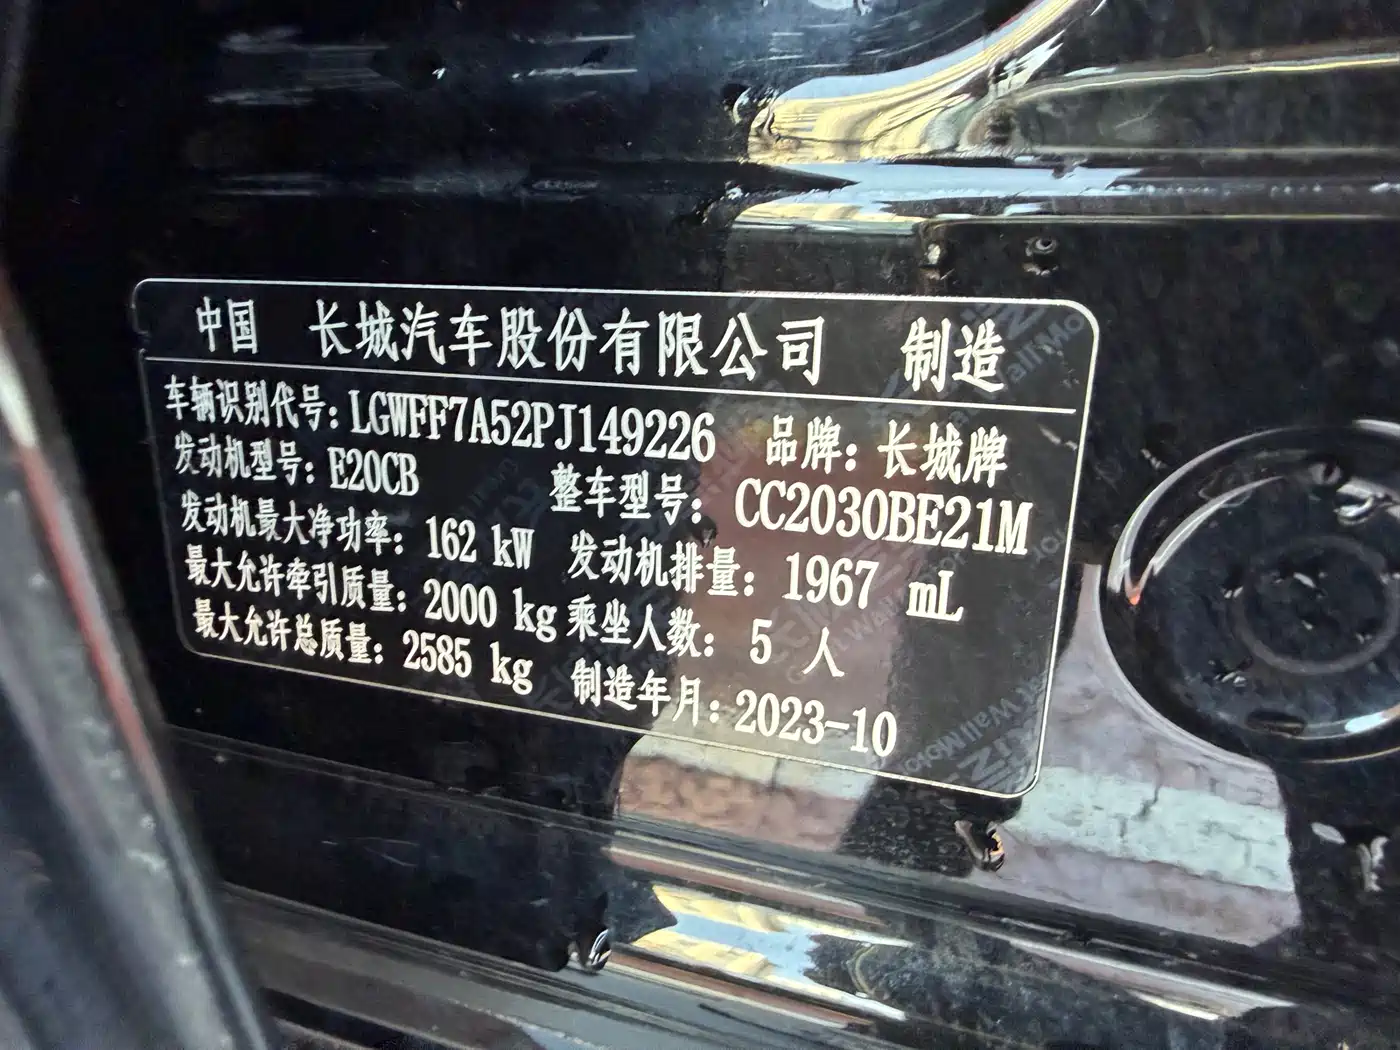 中国 长城汽车股份有限公司 制造
车辆识别代号：LGWFF7A52PJ149226 品牌：长城牌
发动机型号：E20CB 整车型号：CC2030BE21M
发动机最大净功率：162 kW 发动机排量：1967 mL
最大允许牵引质量：2000 kg 乘坐人数：5 人
最大允许总质量：2585 kg 制造年月：2023-10